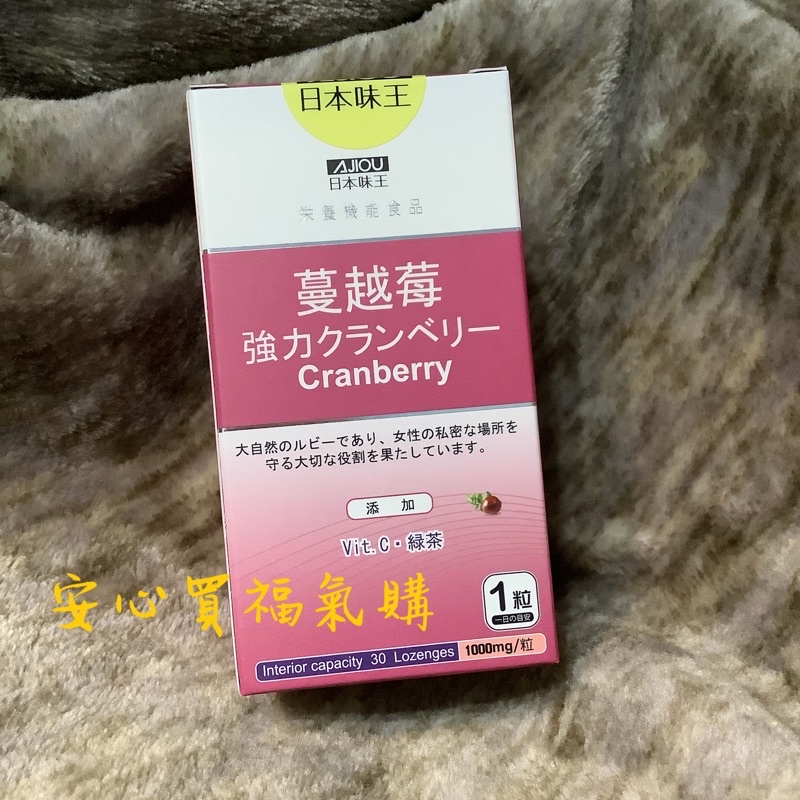 日本味王
AJIOU
日本味王
栄養機能食品
蔓越莓
強力クランベリー
Cranberry
大自然のルビーであり、女性の私密な場所を
守る大切な役割を果たしています。
添 加
Vit.C・緑茶
安心買福氣購
1粒
一日の目安
Interior capacity 30 Lozenges 1000mg/粒